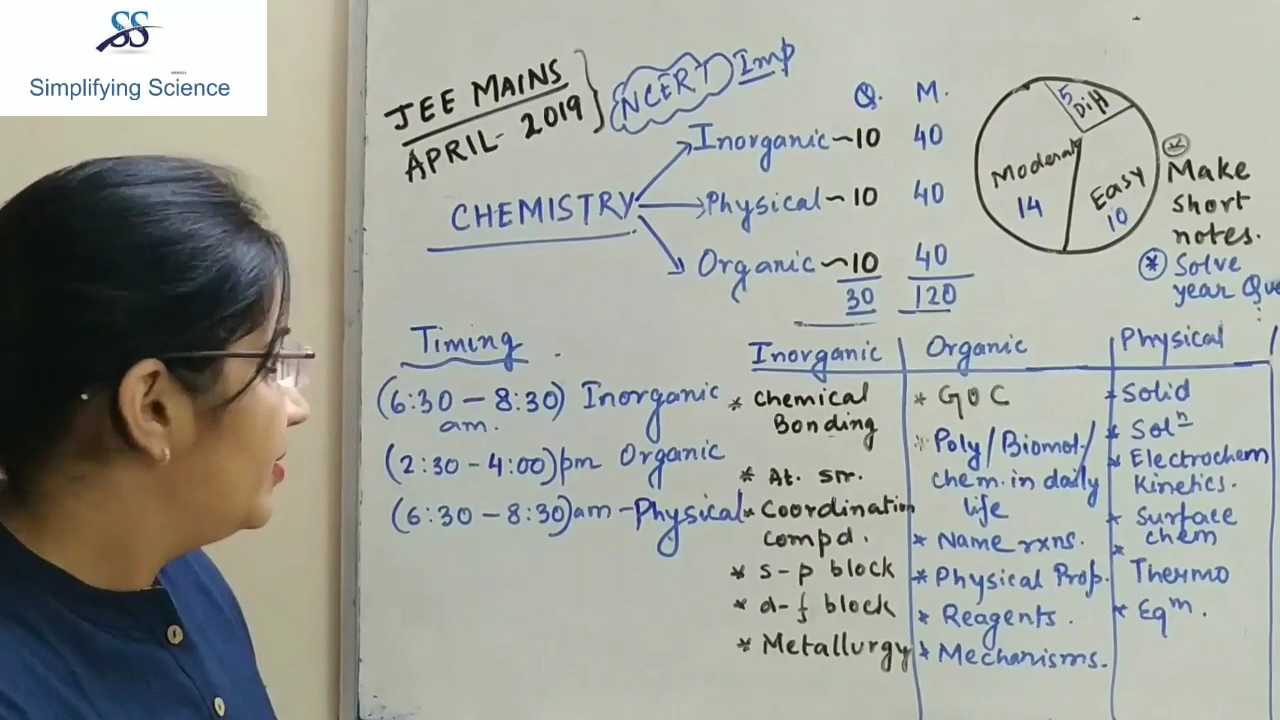 SS
Simplifying Science
JEE MAINS
APRIL- 2019
NCERT Imp
Q. M.
CHEMISTRY
Inorganic ~10 40
Physical ~ 10 40
Organic ~10 40
30 120
5 Diff
Moderate
14
Easy
10
* Make
short
notes.
* Solve
year Que
Timing
(6:30 - 8:30) Inorganic
am.
(2:30 - 4:00)pm Organic
(6:30 - 8:30)am - Physical
Inorganic
* Chemical
Bonding
* At. str.
* Coordination
compd.
* s-p block
* d-f block
* Metallurgy
Organic
* GOC
* Poly/Biomol./
chem. in daily
life
* Name rxns.
* Physical Prop.
* Reagents.
* Mechanisms.
Physical
* Solid
* Solⁿ
* Electrochem
Kinetics.
* Surface
chem
* Thermo
* Eqᵐ.